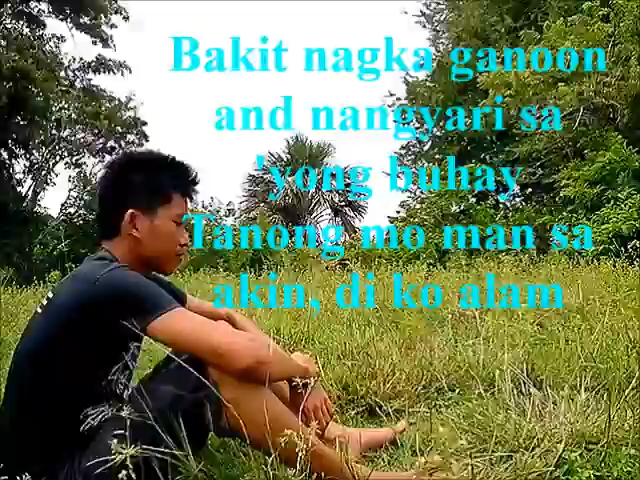 Bakit nagka ganoon
and nangyari sa
'yong buhay
Tanong mo man sa
akin, di ko alam